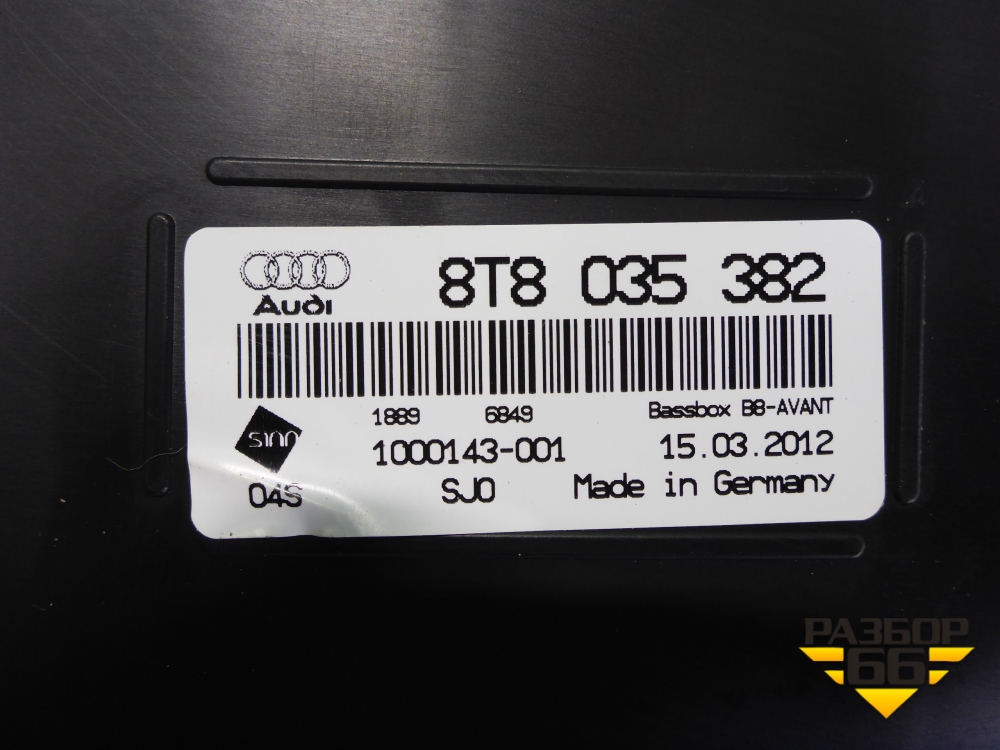 Audi
8T8 035 382
1889 6849 Bassbox B8-AVANT
sinn
1000143-001 15.03.2012
04S SJ0 Made in Germany
РАЗБОР
66